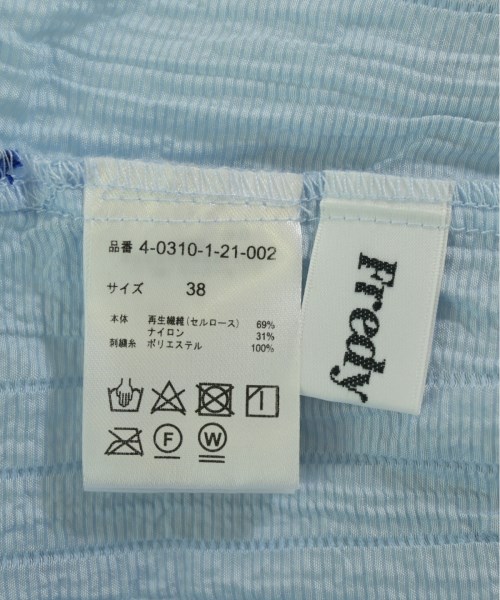 品番 4-0310-1-21-002
サイズ 38
本体 再生繊維(セルロース) 69%
ナイロン 31%
刺繍糸 ポリエステル 100%
F W
Fredy